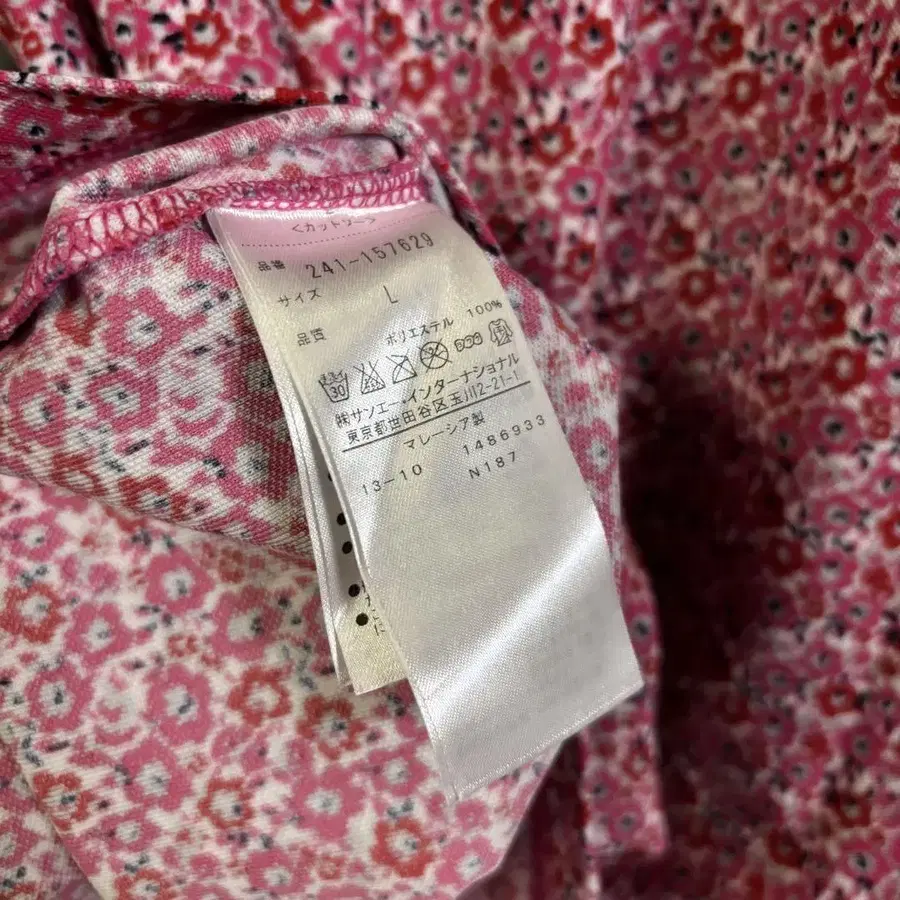 <カットソー>
品番 241-157629
サイズ L
品質 ポリエステル 100%
30
㈱サンエー・インターナショナル
東京都世田谷区玉川2-21-1
マレーシア製
13-10 1486933
N187